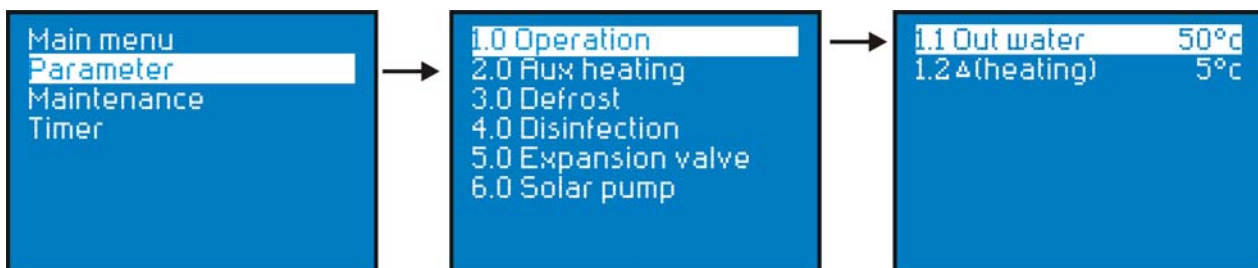 Main menu
Parameter
Maintenance
Timer
1.0 Operation
2.0 Aux heating
3.0 Defrost
4.0 Disinfection
5.0 Expansion valve
6.0 Solar pump
1.1 Out water 50°c
1.2 Δ(heating) 5°c